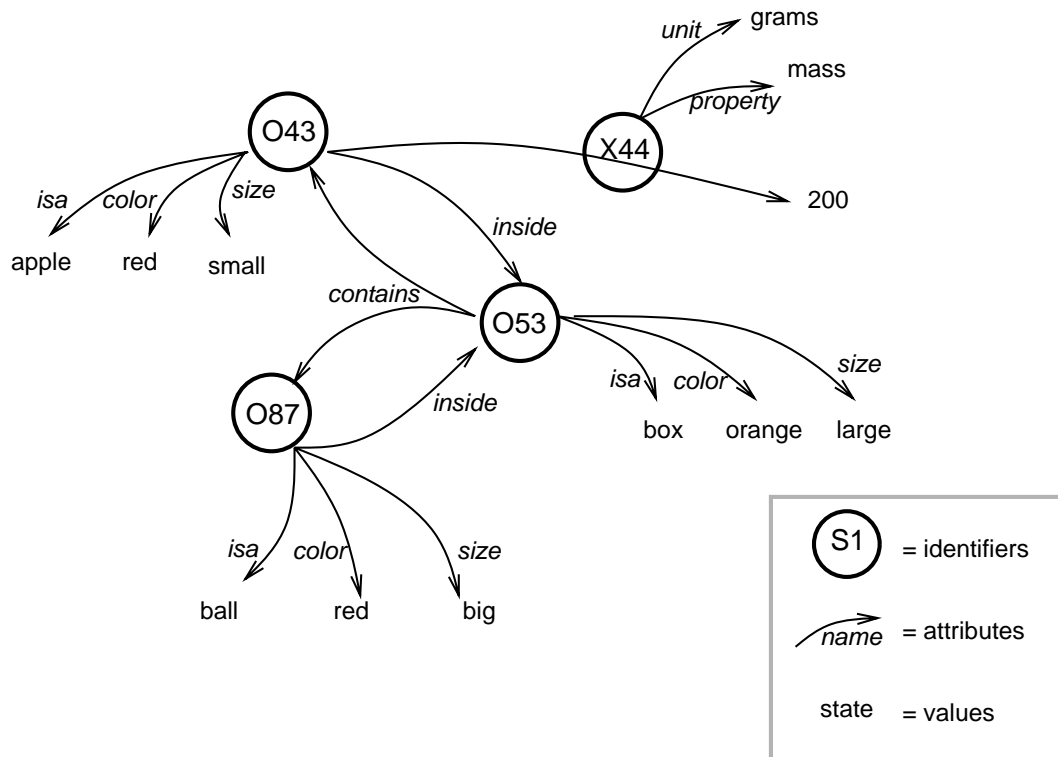 unit
grams
mass
property
O43
X44
isa
color
size
200
inside
apple
red
small
contains
O53
isa
color
size
inside
O87
box
orange
large
isa
color
size
ball
red
big
S1
= identifiers
name
= attributes
state
= values